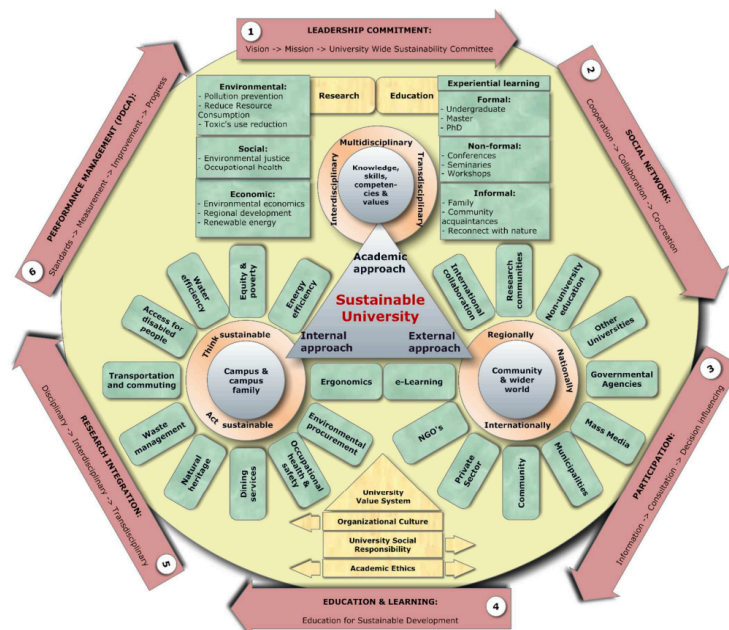 1
LEADERSHIP COMMITMENT:
Vision -> Mission -> University Wide Sustainability Committee
2
SOCIAL NETWORK:
Cooperation -> Collaboration -> Co-creation
3
PARTICIPATION:
Information -> Consultation -> Decision influencing
4
EDUCATION & LEARNING:
Education for Sustainable Development
5
RESEARCH INTEGRATION:
Disciplinary -> Interdisciplinary -> Transdisciplinary
6
PERFORMANCE MANAGEMENT (PDCA):
Standards -> Measurement -> Improvement -> Progress
Environmental:
- Pollution prevention
- Reduce Resource
Consumption
- Toxic's use reduction
Social:
- Environmental justice
Occupational health
Economic:
- Environmental economics
- Regional development
- Renewable energy
Research
Education
Experiential learning
Formal:
- Undergraduate
- Master
- PhD
Non-formal:
- Conferences
- Seminaries
- Workshops
Informal:
- Family
- Community
acquaintances
- Reconnect with nature
Interdisciplinary
Multidisciplinary
Transdisciplinary
Knowledge,
skills,
competen-
cies &
values
Academic
approach
Sustainable
University
Internal
approach
External
approach
Transportation
and commuting
Access for
disabled
people
Water
efficiency
Equity &
poverty
Energy
efficiency
Think sustainable
Campus &
campus
family
Act sustainable
Waste
management
Natural
heritage
Dining
services
Occupational
health &
safety
Environmental
procurement
Ergonomics
e-Learning
International
collaboration
Research
communities
Non-university
education
Other
Universities
Governmental
Agencies
Mass Media
Municipalities
Community
Private
Sector
NGO's
Regionally
Nationally
Internationally
Community
& wider
world
University
Value System
Organizational Culture
University Social
Responsibility
Academic Ethics